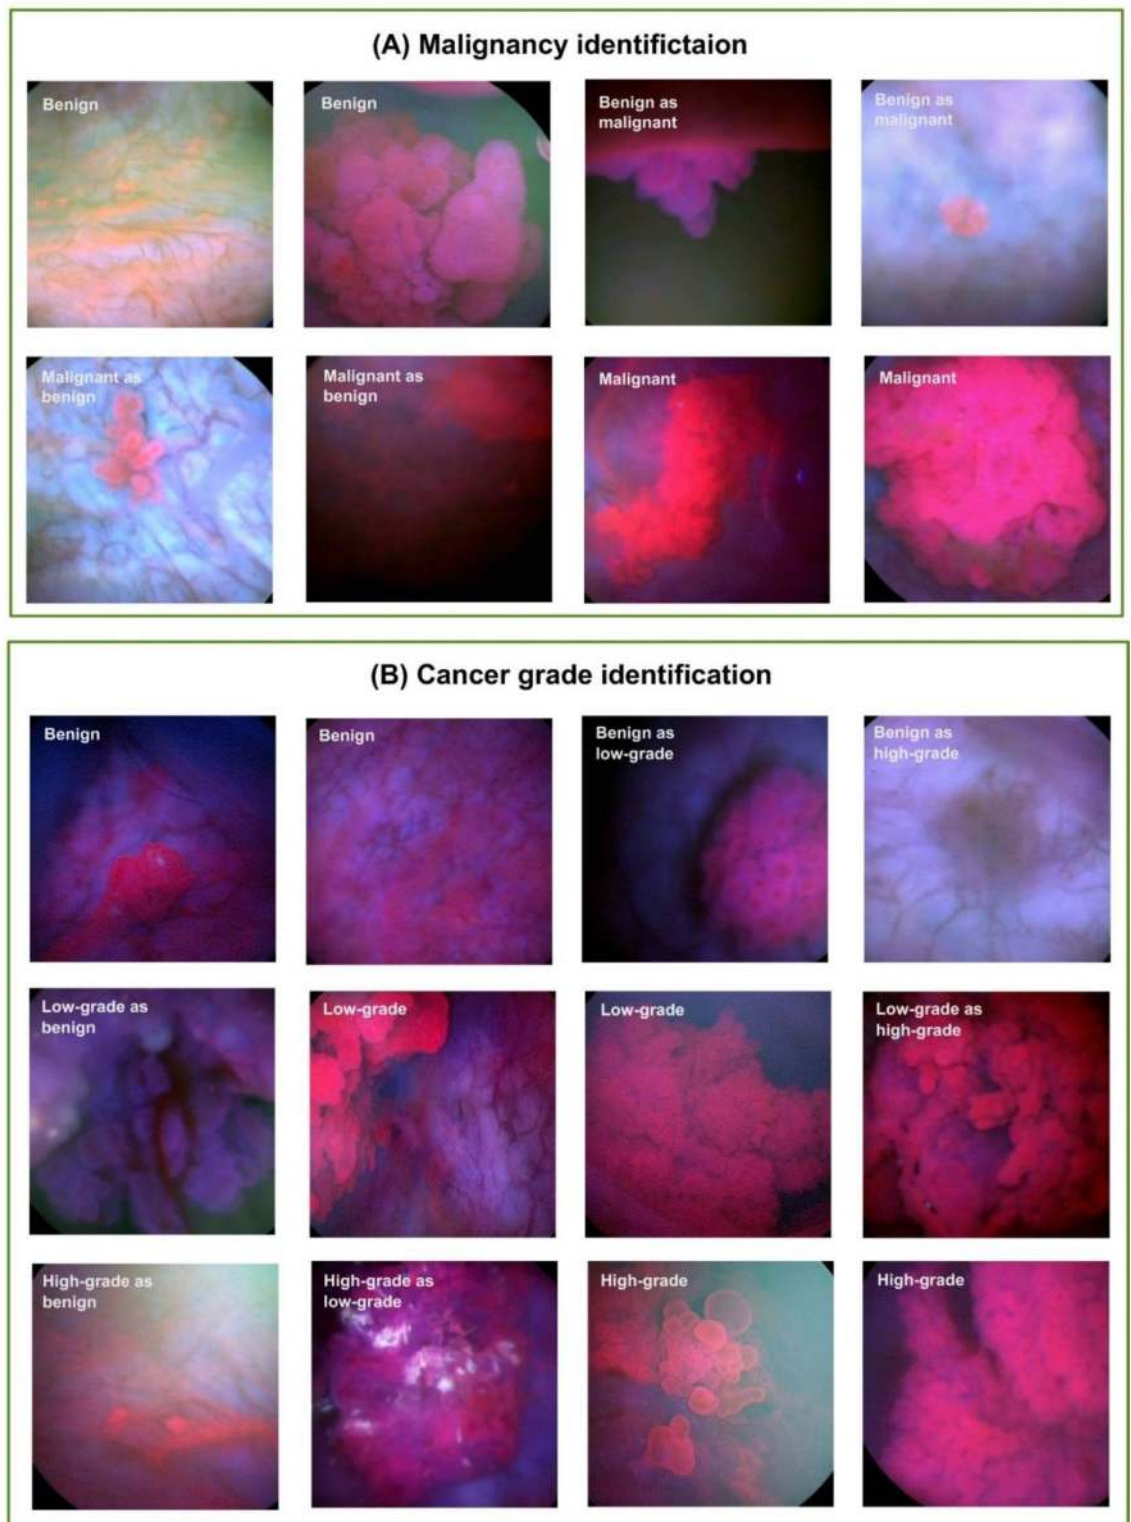 (A) Malignancy identifictaion
Benign
Benign
Benign as
malignant
Benign as
malignant
Malignant as
benign
Malignant as
benign
Malignant
Malignant
(B) Cancer grade identification
Benign
Benign
Benign as
low-grade
Benign as
high-grade
Low-grade as
benign
Low-grade
Low-grade
Low-grade as
high-grade
High-grade as
benign
High-grade as
low-grade
High-grade
High-grade